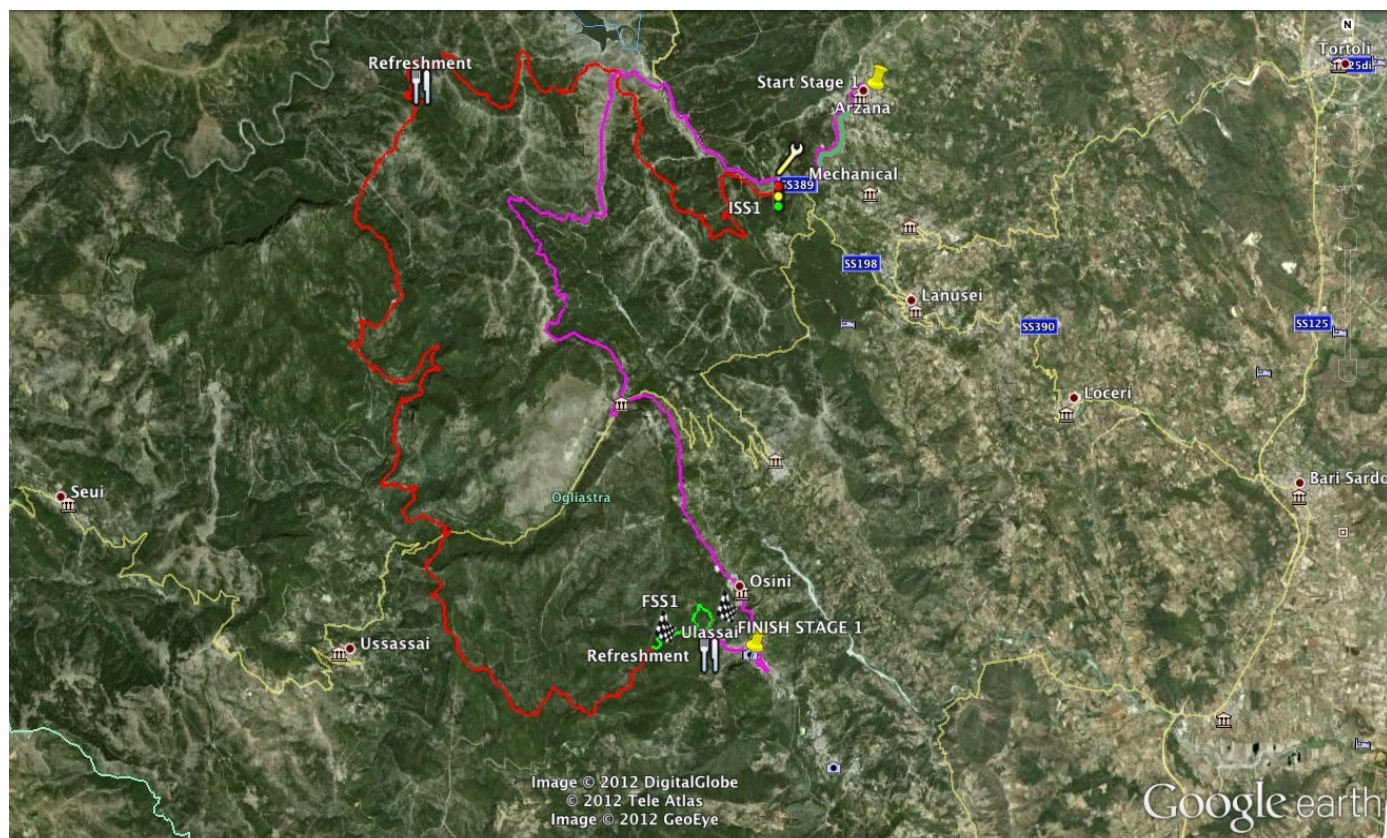 N
Tortoli
25di
Refreshment
Start Stage 1
Arzana
Mechanical
SS389
ISS1
SS198
Lanusei
SS390
SS125
Loceri
Bari Sardo
Seui
Ogliastra
Osini
FSS1
Ulassai
FINISH STAGE 1
Ussassai
Refreshment
Image © 2012 DigitalGlobe
© 2012 Tele Atlas
Image © 2012 GeoEye
Google earth